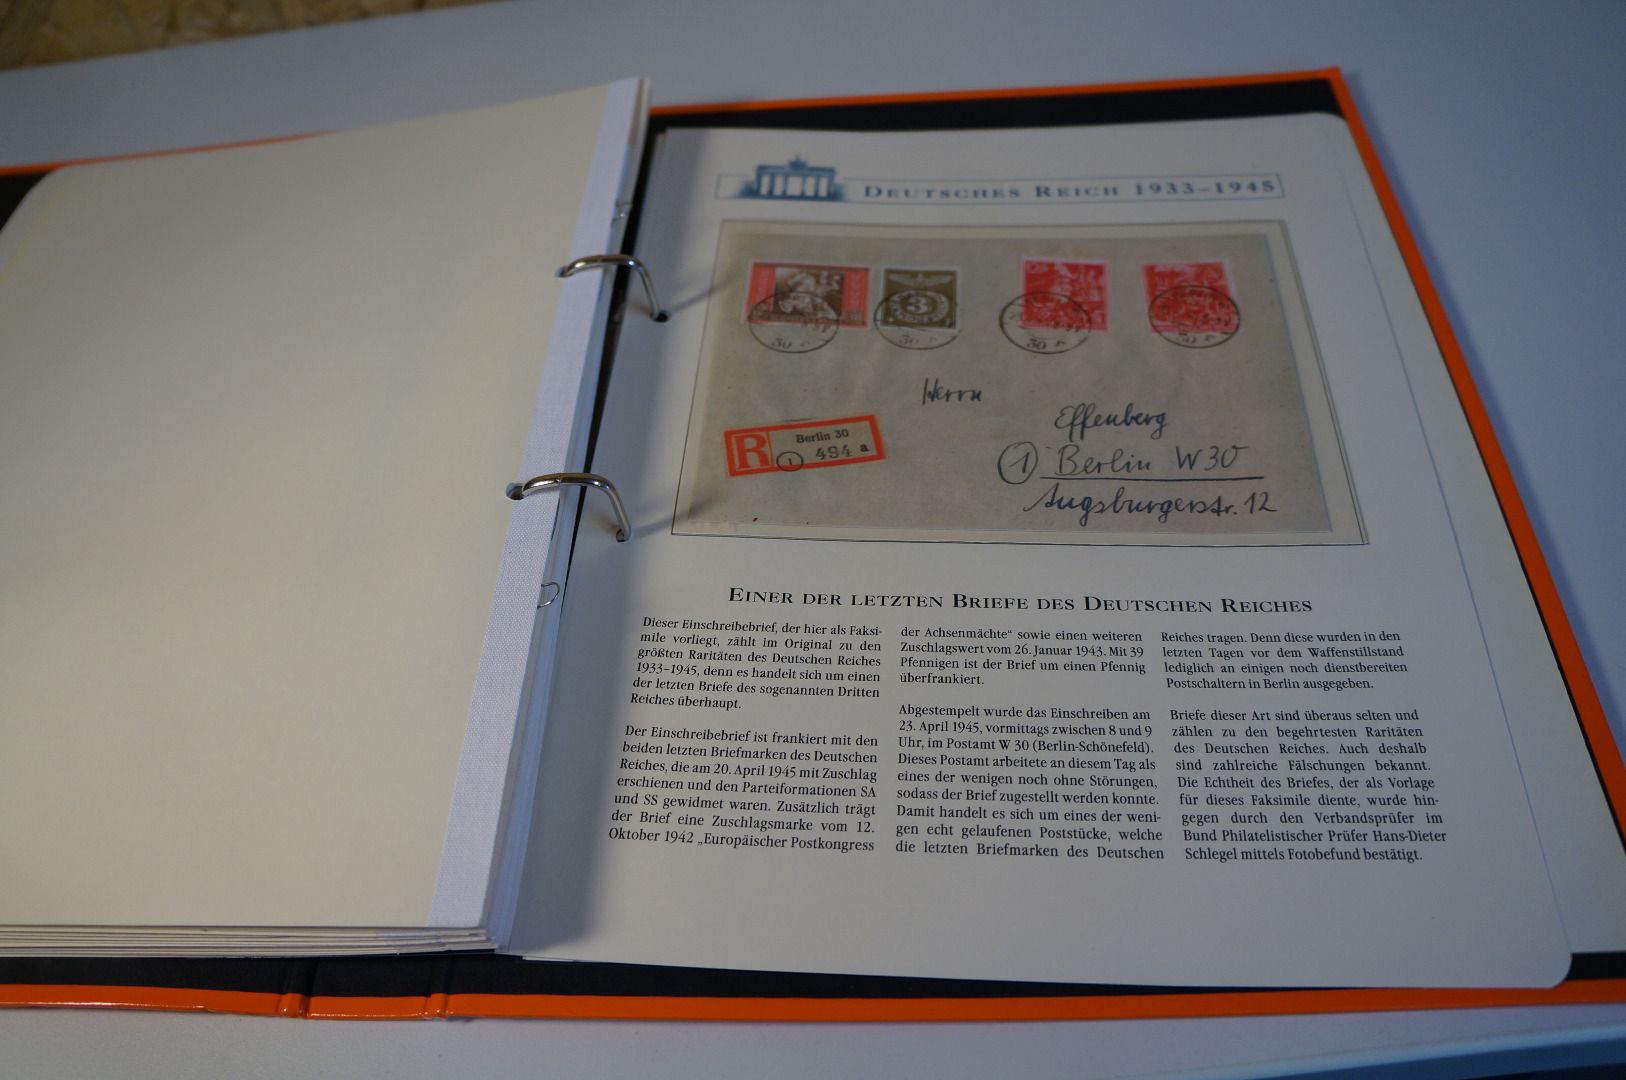 DEUTSCHES REICH 1933–1945
3
30
30
30
30
Herrn
Effenberg
1 Berlin W30
Augsburgerstr. 12
R
Berlin 30
1 494 a
EINER DER LETZTEN BRIEFE DES DEUTSCHEN REICHES
Dieser Einschreibebrief, der hier als Faksi-
mile vorliegt, zählt im Original zu den
größten Raritäten des Deutschen Reiches
1933–1945, denn es handelt sich um einen
der letzten Briefe des sogenannten Dritten
Reiches überhaupt.
Der Einschreibebrief ist frankiert mit den
beiden letzten Briefmarken des Deutschen
Reiches, die am 20. April 1945 mit Zuschlag
erschienen und den Parteiformationen SA
und SS gewidmet waren. Zusätzlich trägt
der Brief eine Zuschlagsmarke vom 12.
Oktober 1942 „Europäischer Postkongress
der Achsenmächte“ sowie einen weiteren
Zuschlagswert vom 26. Januar 1943. Mit 39
Pfennigen ist der Brief um einen Pfennig
überfrankiert.
Abgestempelt wurde das Einschreiben am
23. April 1945, vormittags zwischen 8 und 9
Uhr, im Postamt W 30 (Berlin-Schönefeld).
Dieses Postamt arbeitete an diesem Tag als
eines der wenigen noch ohne Störungen,
sodass der Brief zugestellt werden konnte.
Damit handelt es sich um eines der weni-
gen echt gelaufenen Poststücke, welche
die letzten Briefmarken des Deutschen
Reiches tragen. Denn diese wurden in den
letzten Tagen vor dem Waffenstillstand
lediglich an einigen noch dienstbereiten
Postschaltern in Berlin ausgegeben.
Briefe dieser Art sind überaus selten und
zählen zu den begehrtesten Raritäten
des Deutschen Reiches. Auch deshalb
sind zahlreiche Fälschungen bekannt.
Die Echtheit des Briefes, der als Vorlage
für dieses Faksimile diente, wurde hin-
gegen durch den Verbandsprüfer im
Bund Philatelistischer Prüfer Hans-Dieter
Schlegel mittels Fotobefund bestätigt.